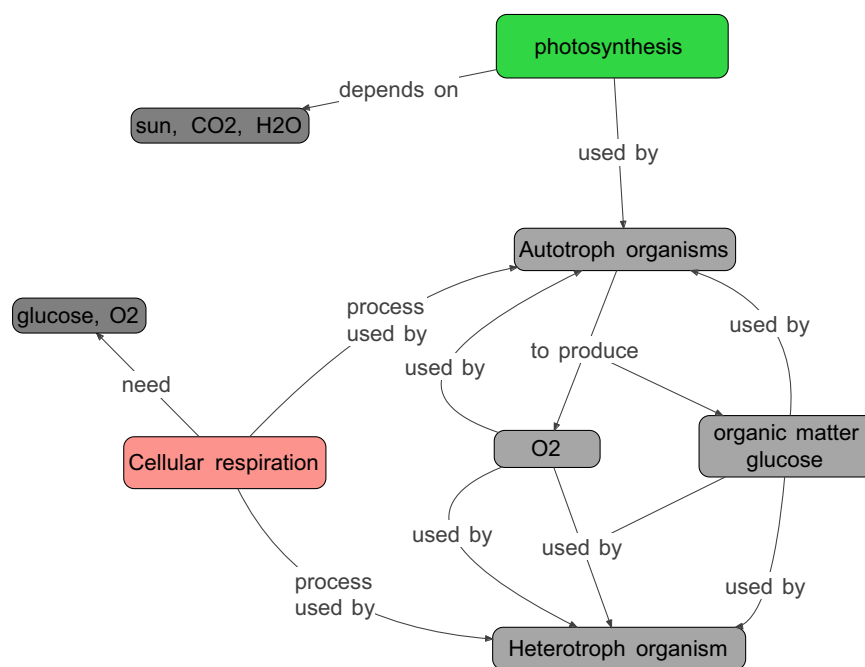 photosynthesis
depends on
sun, CO2, H2O
used by
Autotroph organisms
glucose, O2
process
used by
used by
used by
to produce
need
Cellular respiration
O2
organic matter
glucose
used by
used by
process
used by
used by
Heterotroph organism